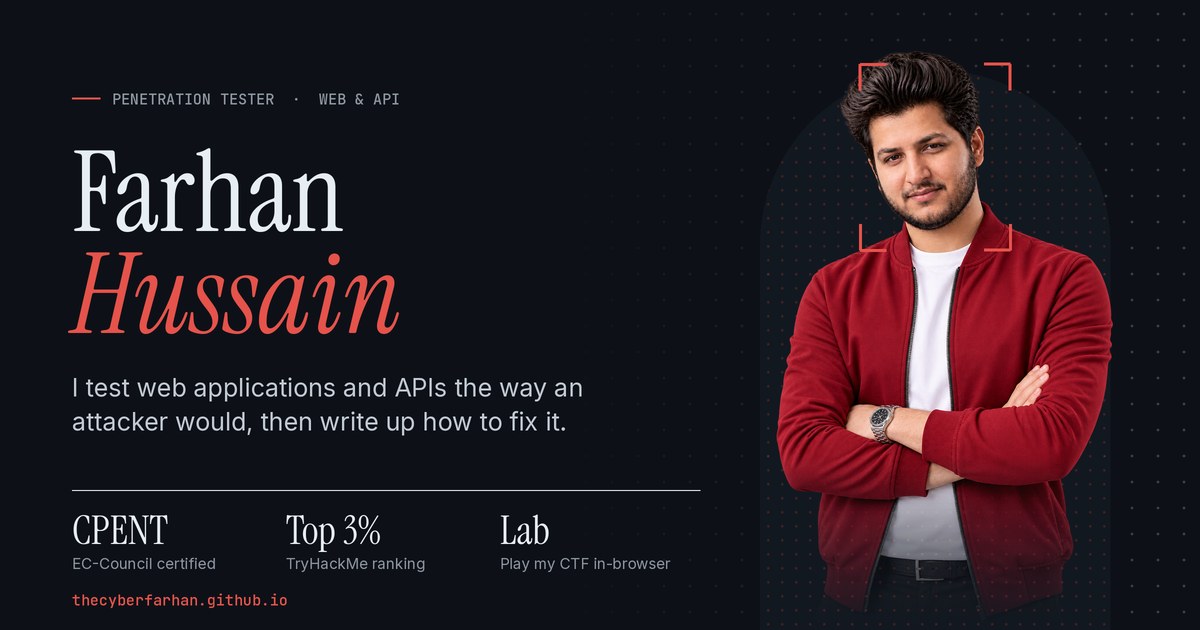 PENETRATION TESTER · WEB & API
Farhan
Hussain
I test web applications and APIs the way an
attacker would, then write up how to fix it.
CPENT
EC-Council certified
Top 3%
TryHackMe ranking
Lab
Play my CTF in-browser
thecyberfarhan.github.io